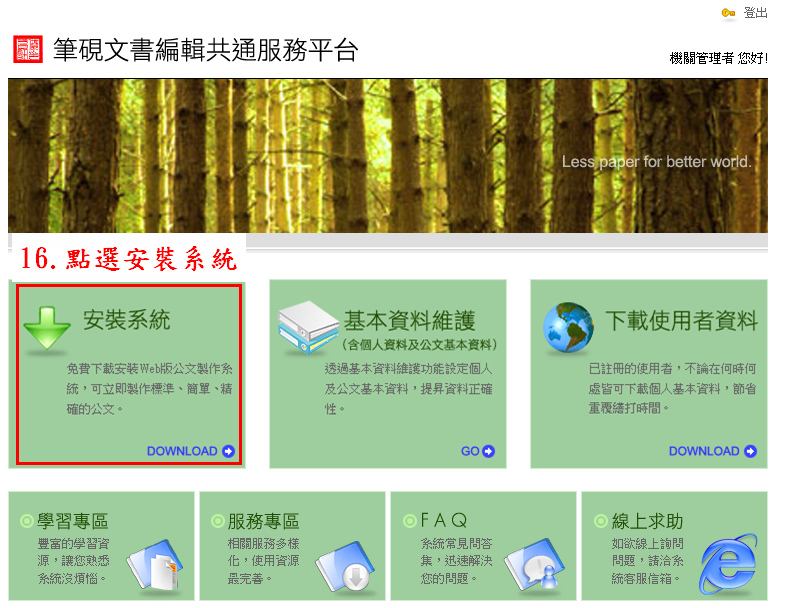 登出
筆硯文書編輯共通服務平台
機關管理者 您好!
Less paper for better world.
16.點選安裝系統
安裝系統
免費下載安裝Web版公文製作系
統，可立即製作標準、簡單、精
確的公文。
DOWNLOAD
基本資料維護
(含個人資料及公文基本資料)
透過基本資料維護功能設定個人
及公文基本資料，提昇資料正確
性。
GO
下載使用者資料
已註冊的使用者，不論在何時何
處皆可下載個人基本資料，節省
重覆繕打時間。
DOWNLOAD
學習專區
豐富的學習資
源，讓您熟悉
系統沒煩惱。
服務專區
相關服務多樣
化，使用資源
最完善。
FAQ
系統常見問答
集，迅速解決
您的問題。
線上求助
如欲線上詢問
問題，請洽系
統客服信箱。